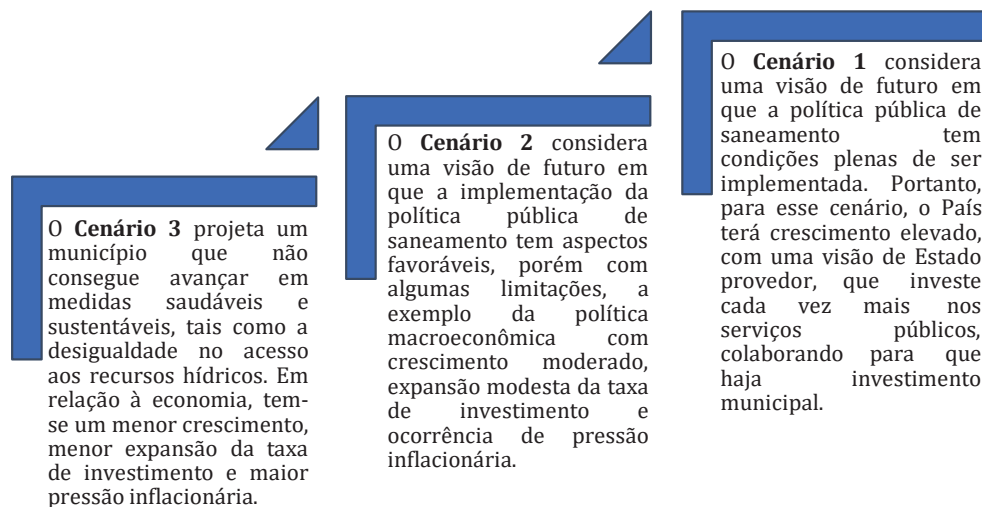 O Cenário 3 projeta um
município que não
consegue avançar em
medidas saudáveis e
sustentáveis, tais como a
desigualdade no acesso
aos recursos hídricos. Em
relação à economia, tem-
se um menor crescimento,
menor expansão da taxa
de investimento e maior
pressão inflacionária.
O Cenário 2 considera
uma visão de futuro em
que a implementação da
política pública de
saneamento tem aspectos
favoráveis, porém com
algumas limitações, a
exemplo da política
macroeconômica com
crescimento moderado,
expansão modesta da taxa
de investimento e
ocorrência de pressão
inflacionária.
O Cenário 1 considera
uma visão de futuro em
que a política pública de
saneamento tem
condições plenas de ser
implementada. Portanto,
para esse cenário, o País
terá crescimento elevado,
com uma visão de Estado
provedor, que investe
cada vez mais nos
serviços públicos,
colaborando para que
haja investimento
municipal.